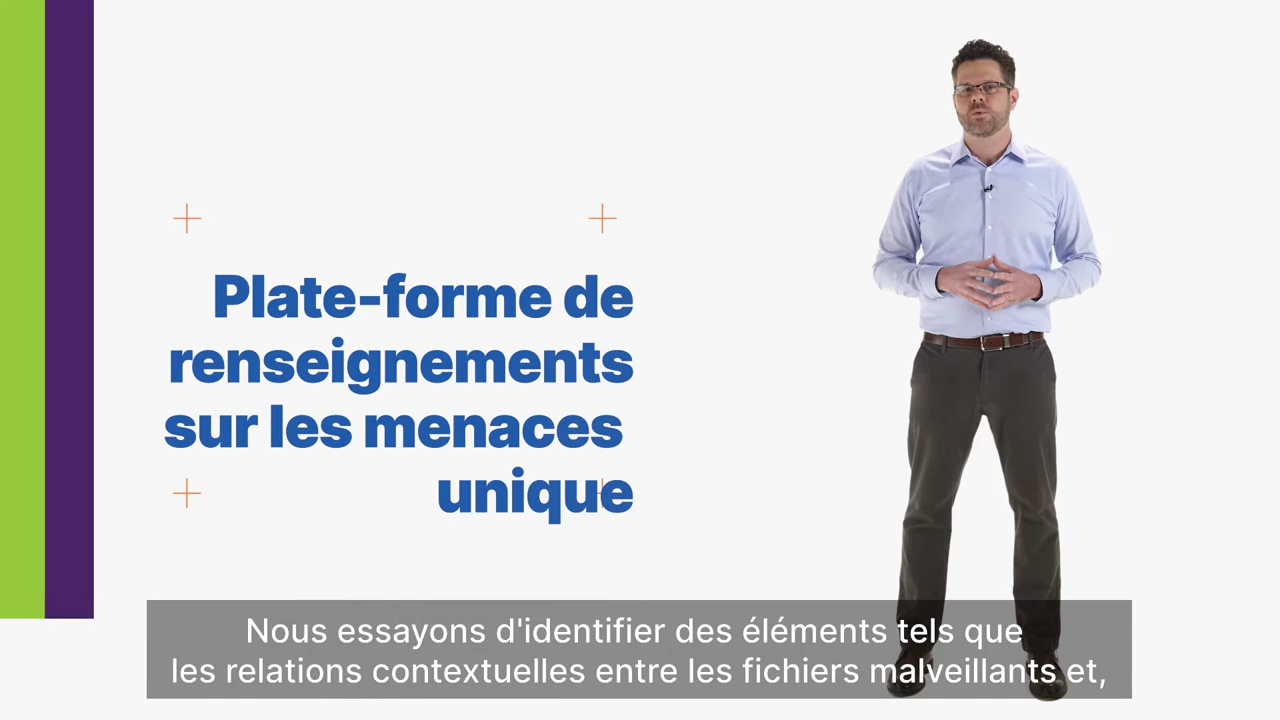 Plate-forme de
renseignements
sur les menaces
unique
Nous essayons d'identifier des éléments tels que
les relations contextuelles entre les fichiers malveillants et,